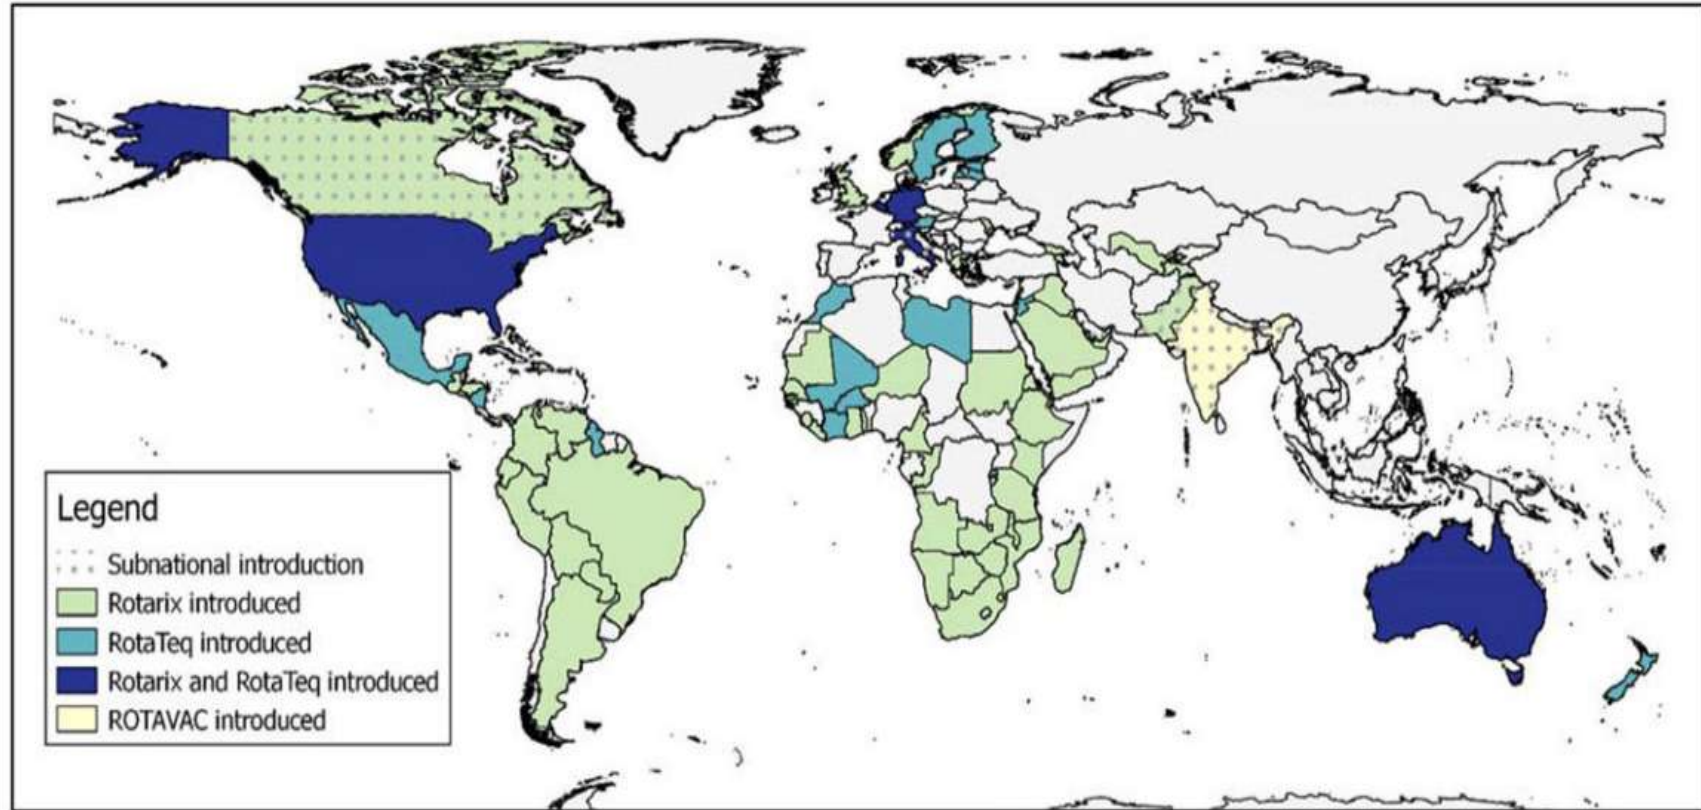 Legend
Subnational introduction
Rotarix introduced
RotaTeq introduced
Rotarix and RotaTeq introduced
ROTAVAC introduced